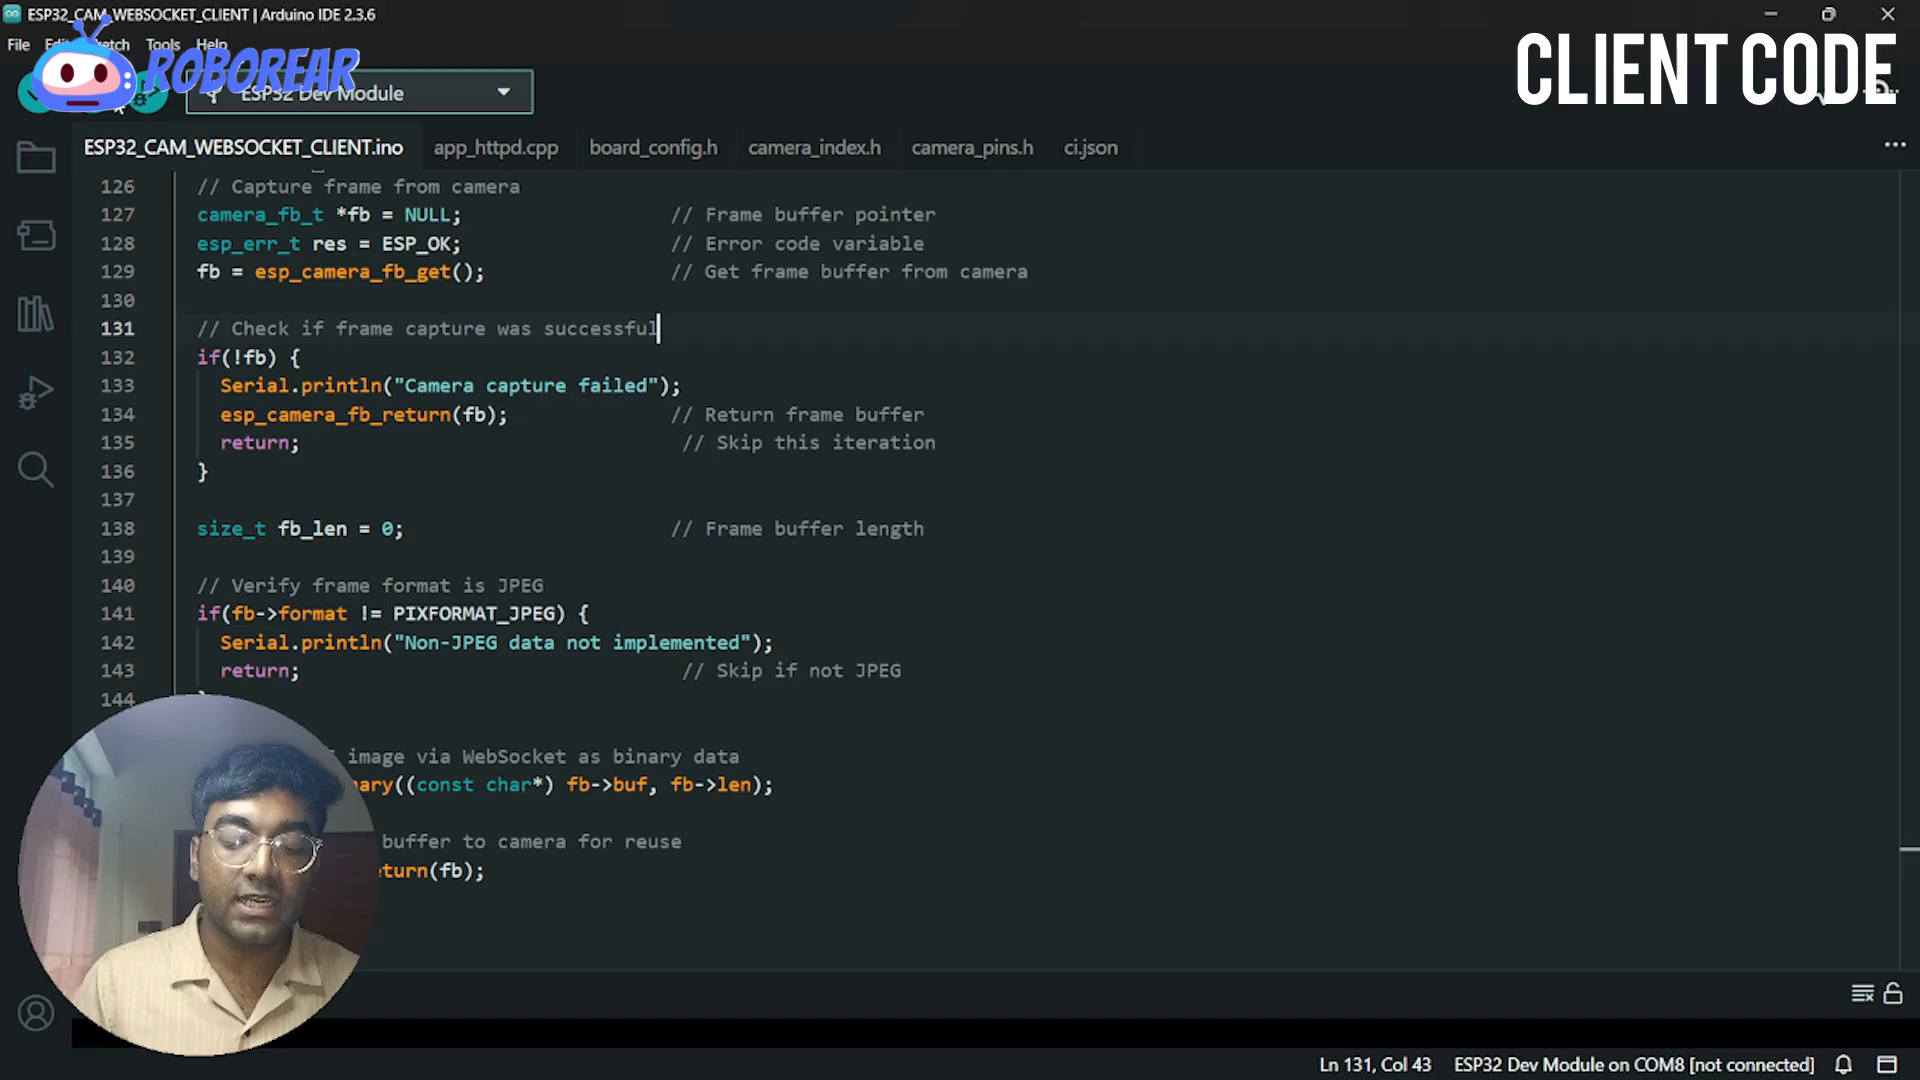 ESP32_CAM_WEBSOCKET_CLIENT | Arduino IDE 2.3.6
File Edit Sketch Tools Help
ROBOREAR
CLIENT CODE
ESP32 Dev Module
ESP32_CAM_WEBSOCKET_CLIENT.ino app_httpd.cpp board_config.h camera_index.h camera_pins.h ci.json
126 // Capture frame from camera
127 camera_fb_t *fb = NULL; // Frame buffer pointer
128 esp_err_t res = ESP_OK; // Error code variable
129 fb = esp_camera_fb_get(); // Get frame buffer from camera
130
131 // Check if frame capture was successful
132 if(!fb) {
133 Serial.println("Camera capture failed");
134 esp_camera_fb_return(fb); // Return frame buffer
135 return; // Skip this iteration
136 }
137
138 size_t fb_len = 0; // Frame buffer length
139
140 // Verify frame format is JPEG
141 if(fb->format != PIXFORMAT_JPEG) {
142 Serial.println("Non-JPEG data not implemented");
143 return; // Skip if not JPEG
144
image via WebSocket as binary data
nary((const char*) fb->buf, fb->len);
buffer to camera for reuse
eturn(fb);
Ln 131, Col 43 ESP32 Dev Module on COM8 [not connected]